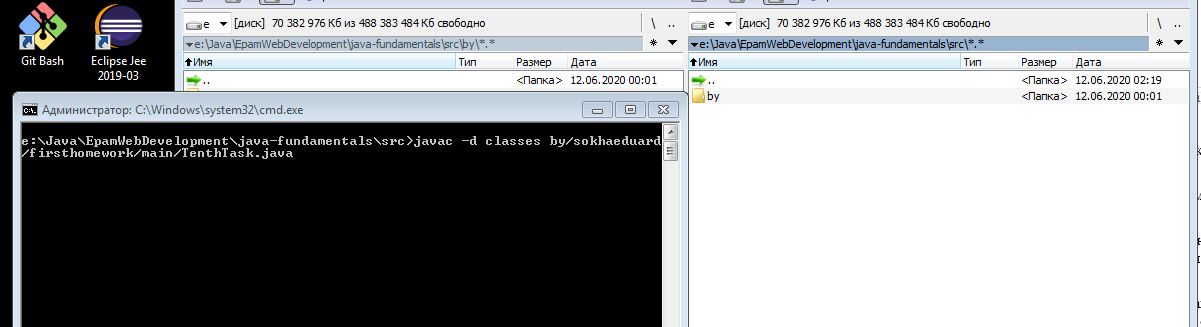 e [диск] 70 382 976 Кб из 488 383 484 Кб свободно \ ..
e:\Java\EpamWebDevelopment\java-fundamentals\src\by\*.* * ▼
Имя Тип Размер Дата
.. <Папка> 12.06.2020 00:01
e [диск] 70 382 976 Кб из 488 383 484 Кб свободно \ ..
e:\Java\EpamWebDevelopment\java-fundamentals\src\*.* * ▼
Имя Тип Размер Дата
.. <Папка> 12.06.2020 02:19
by <Папка> 12.06.2020 00:01
Git Bash
Eclipse Jee
2019-03
Администратор: C:\Windows\system32\cmd.exe
e:\Java\EpamWebDevelopment\java-fundamentals\src>javac -d classes by/sokhaeduard
/firsthomework/main/TenthTask.java